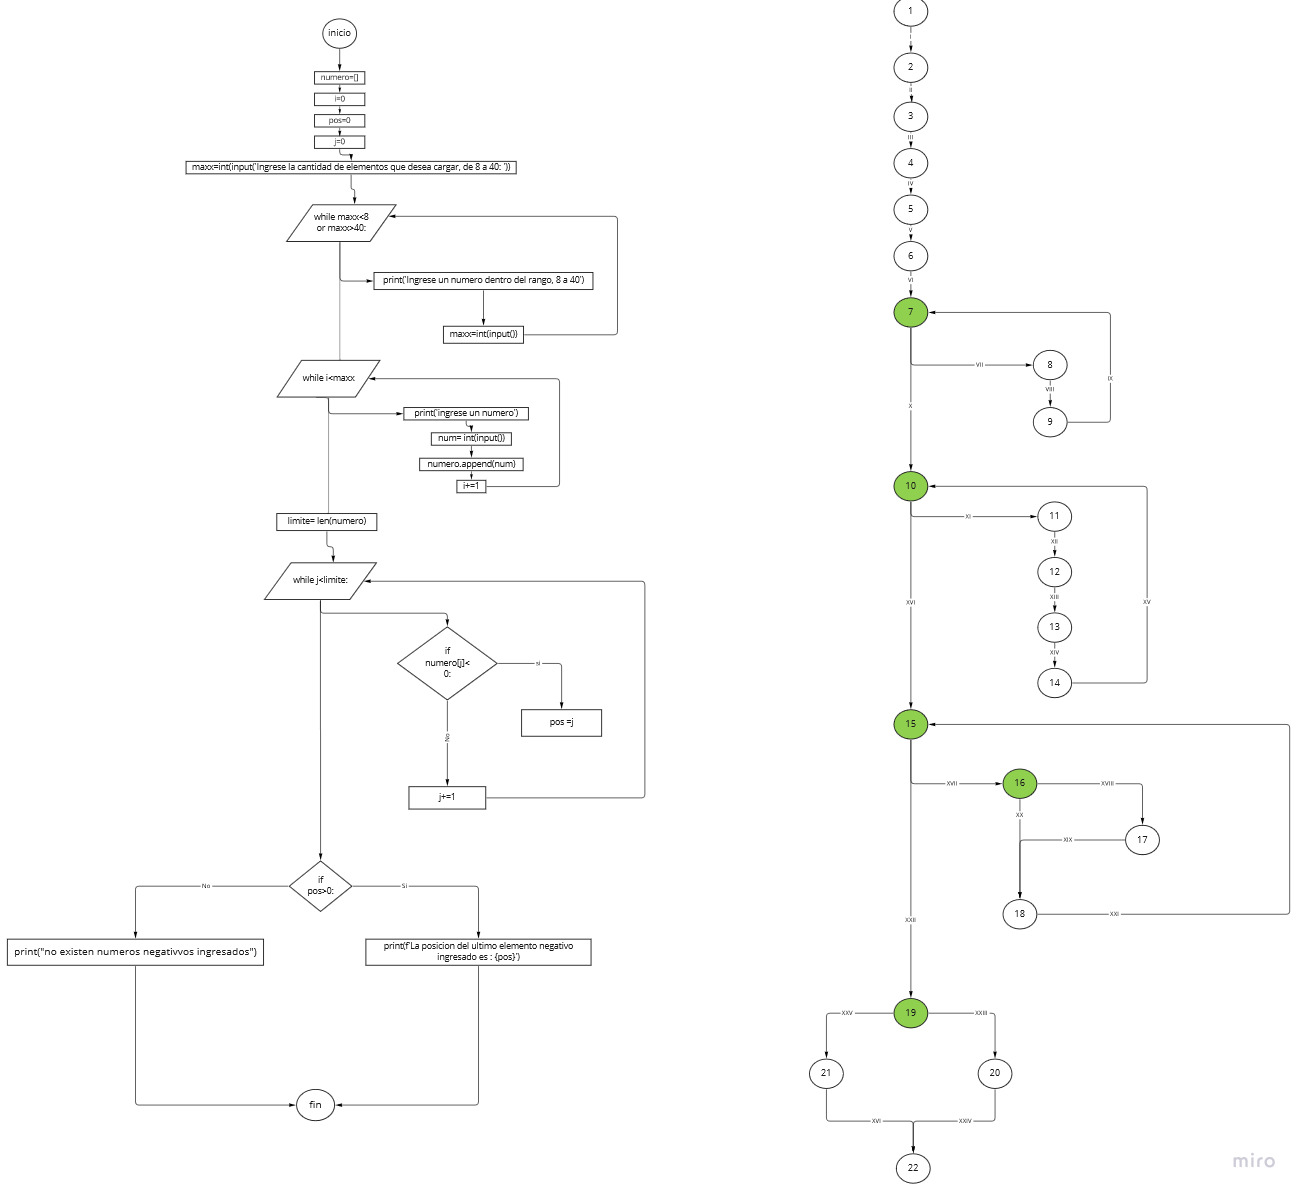 inicio
numero=[]
i=0
pos=0
j=0
maxx=int(input('Ingrese la cantidad de elementos que desea cargar, de 8 a 40: '))
while maxx<8
or maxx>40:
print('Ingrese un numero dentro del rango, 8 a 40')
maxx=int(input())
while i<maxx
print('ingrese un numero')
num= int(input())
numero.append(num)
i+=1
limite= len(numero)
while j<limite:
if
numero[j]<
0:
si
pos =j
No
j+=1
if
pos>0:
No
Si
print("no existen numeros negativvos ingresados")
print(f'La posicion del ultimo elemento negativo
ingresado es : {pos}')
fin
1
I
2
II
3
III
4
IV
5
V
6
VI
7
VII
8
VIII
IX
X
9
10
XI
11
XII
12
XIII
XV
XVI
13
XIV
14
15
16
XVII
XVIII
XX
17
XIX
18
XXI
XXII
19
XXV
XXIII
21
20
XVI
XXIV
22
miro